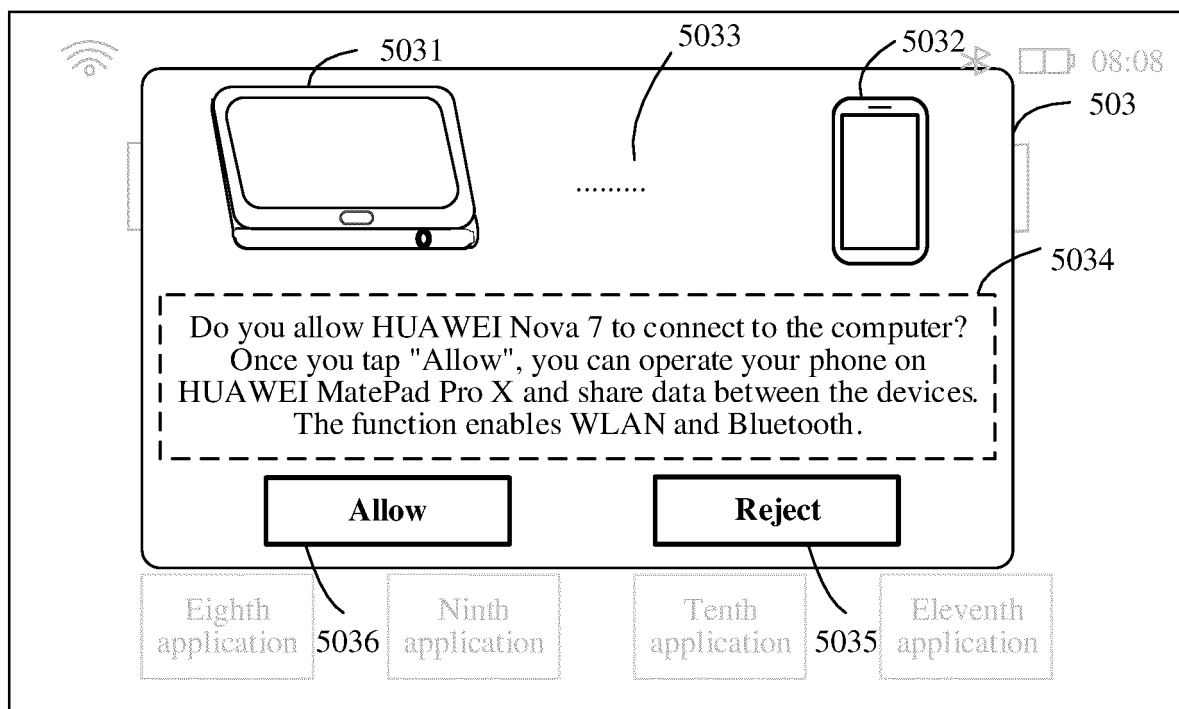 5031
5033
5032
08:08
503
5034
Do you allow HUAWEI Nova 7 to connect to the computer?
Once you tap "Allow", you can operate your phone on
HUAWEI MatePad Pro X and share data between the devices.
The function enables WLAN and Bluetooth.
Allow
Reject
Eighth
application
5036
Ninth
application
Tenth
application
5035
Eleventh
application